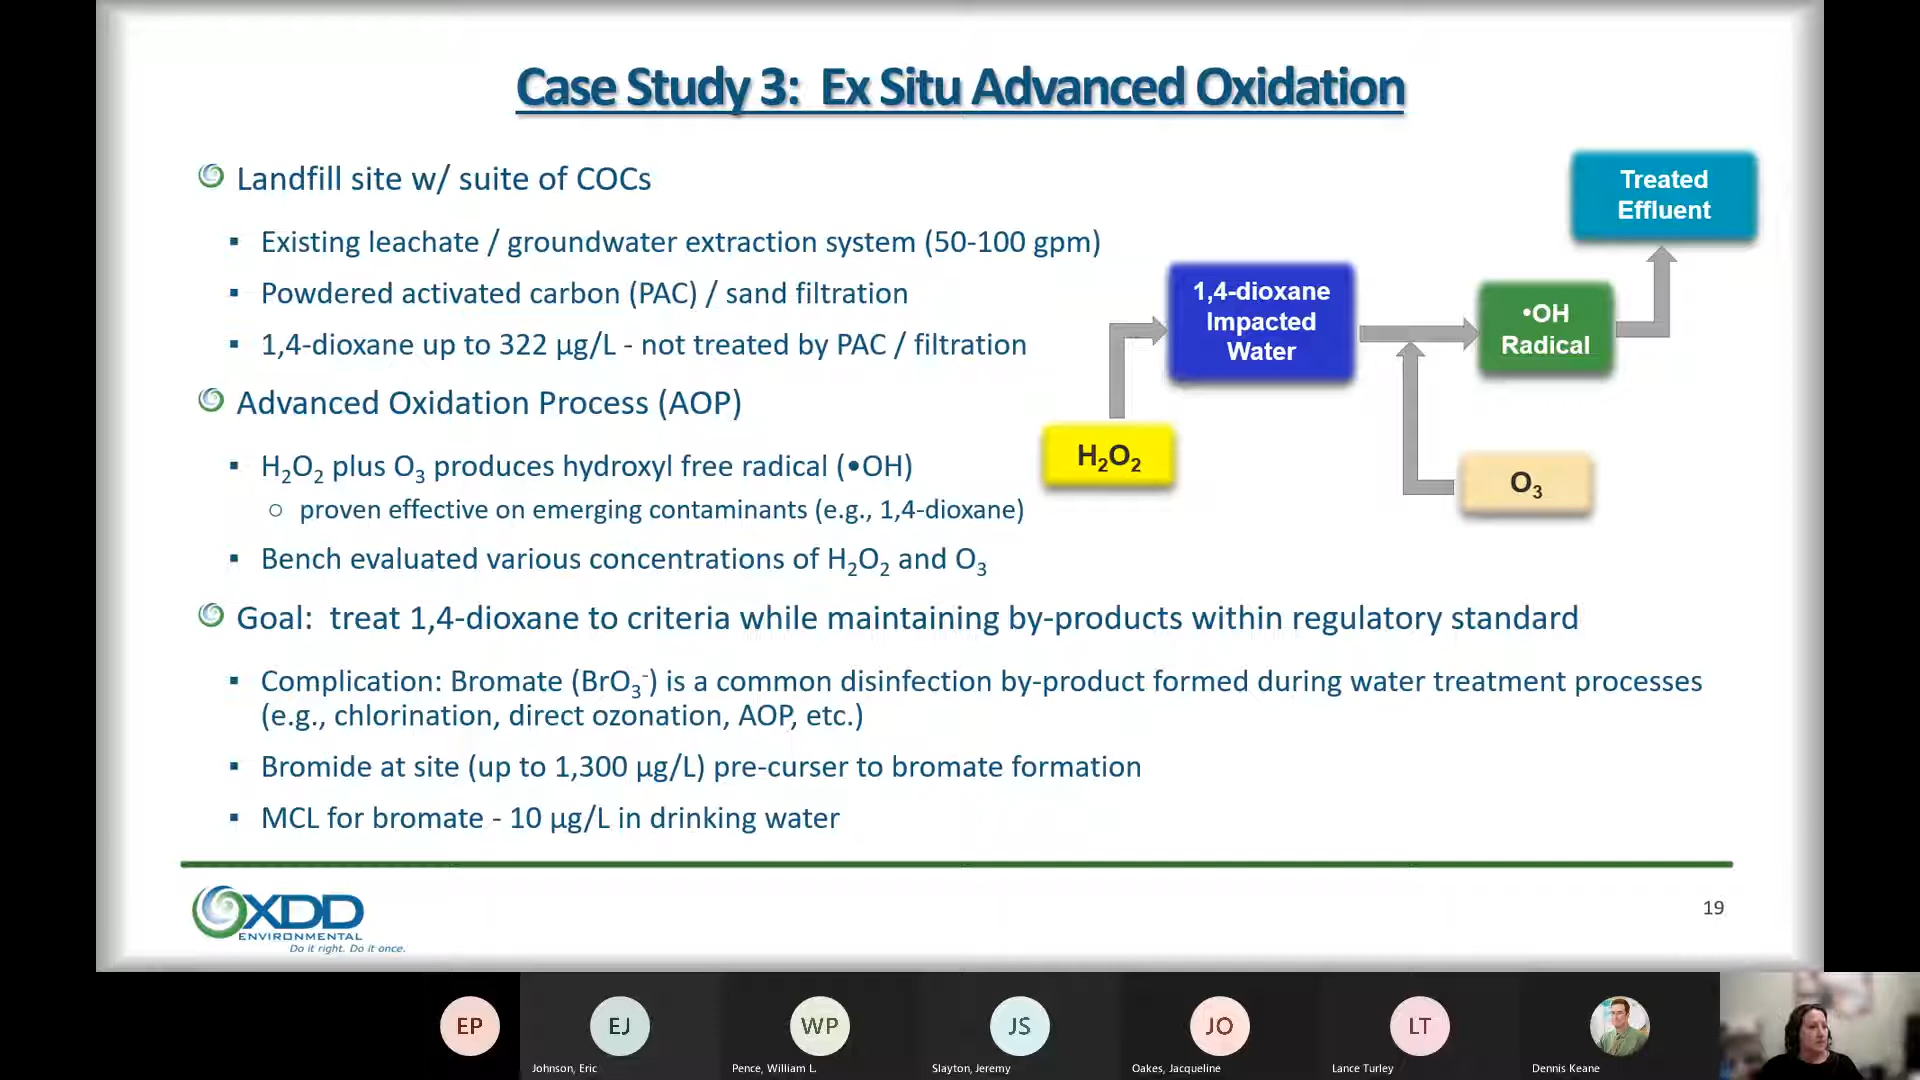 Case Study 3: Ex Situ Advanced Oxidation
Landfill site w/ suite of COCs
Existing leachate / groundwater extraction system (50-100 gpm)
Powdered activated carbon (PAC) / sand filtration
1,4-dioxane up to 322 µg/L - not treated by PAC / filtration
Advanced Oxidation Process (AOP)
H₂O₂ plus O₃ produces hydroxyl free radical (•OH)
proven effective on emerging contaminants (e.g., 1,4-dioxane)
Bench evaluated various concentrations of H₂O₂ and O₃
Treated
Effluent
1,4-dioxane
Impacted
Water
•OH
Radical
H₂O₂
O₃
Goal: treat 1,4-dioxane to criteria while maintaining by-products within regulatory standard
Complication: Bromate (BrO₃⁻) is a common disinfection by-product formed during water treatment processes
(e.g., chlorination, direct ozonation, AOP, etc.)
Bromide at site (up to 1,300 µg/L) pre-curser to bromate formation
MCL for bromate - 10 µg/L in drinking water
XDD
ENVIRONMENTAL
Do it right. Do it once.
19
EP
EJ
WP
JS
JO
LT
Johnson, Eric
Pence, William L.
Slayton, Jeremy
Oakes, Jacqueline
Lance Turley
Dennis Keane